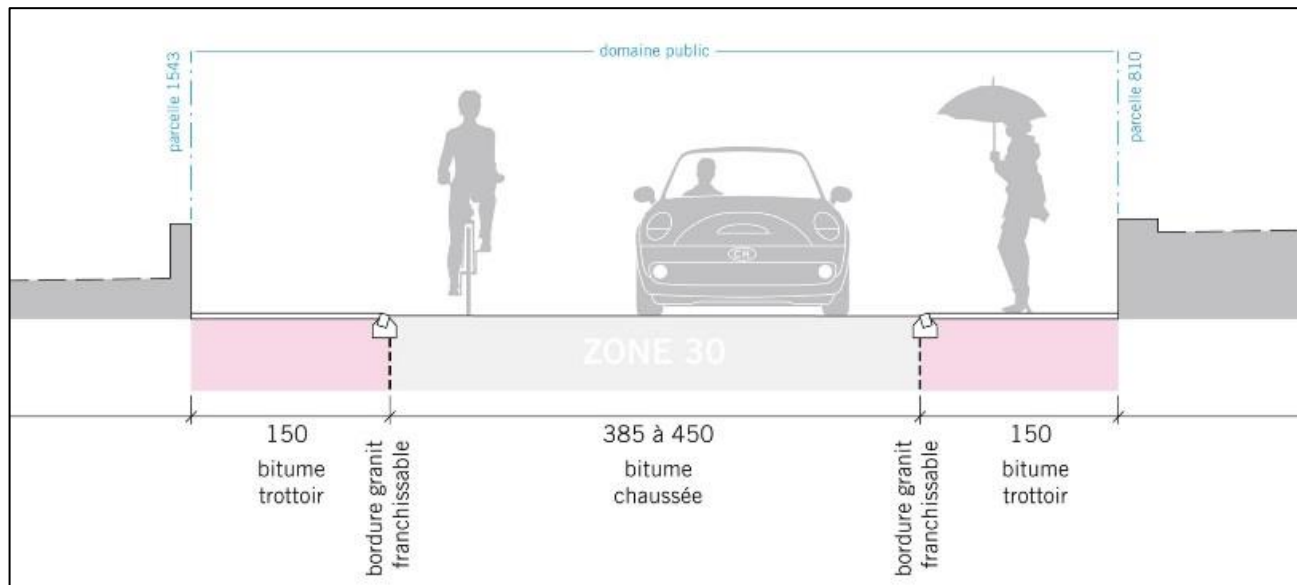 domaine public
parcelle 1543
parcelle 810
CH
ZONE 30
150
bitume
trottoir
bordure granit
franchissable
385 à 450
bitume
chaussée
bordure granit
franchissable
150
bitume
trottoir